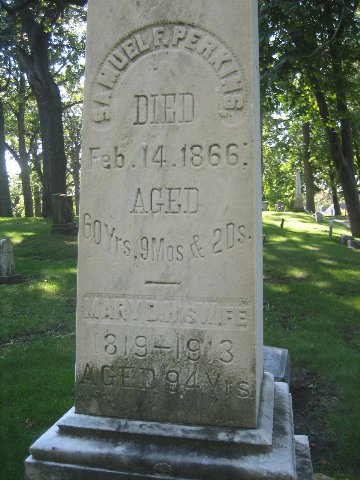 SAMUEL F. PERKINS.
DIED
Feb. 14. 1866;
AGED
60 Yrs, 9 Mos & 2 Ds.
MARY HIS WIFE
1819–1913
AGED 94 Yrs.